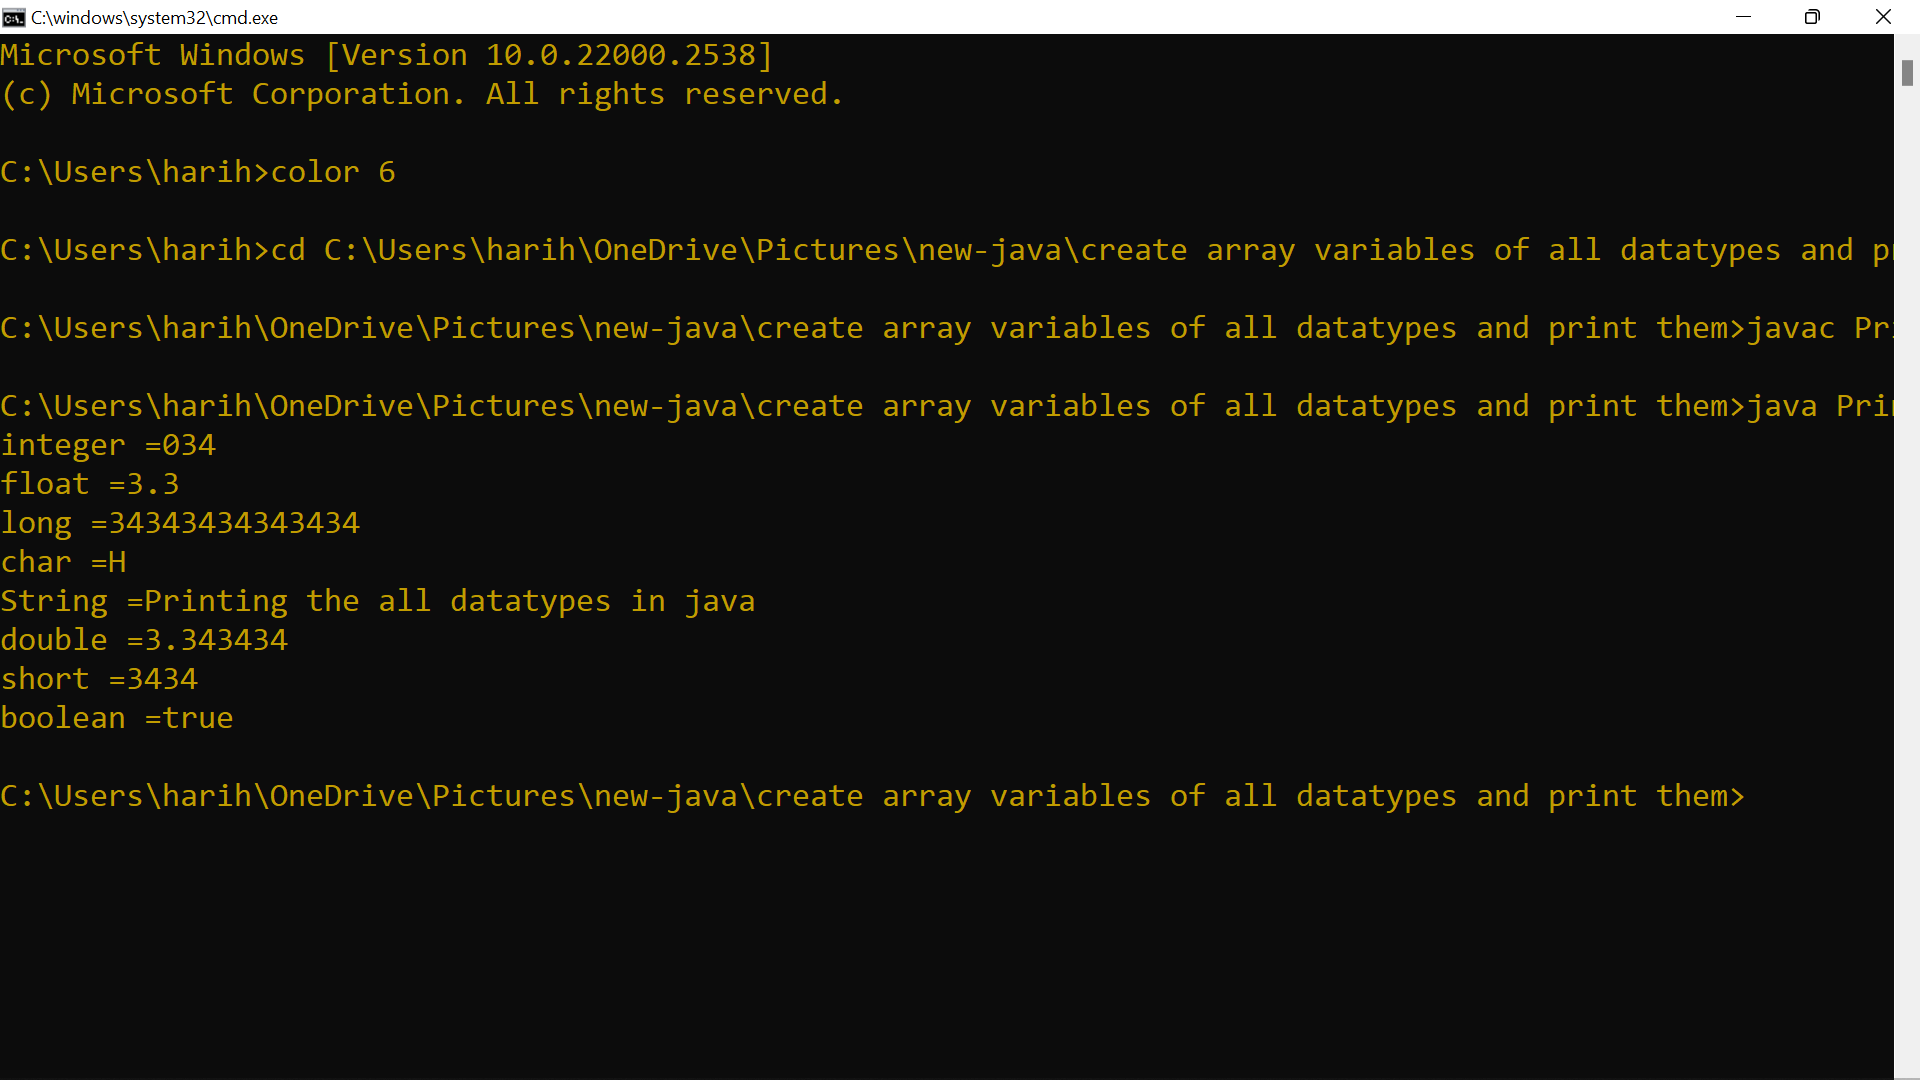 C:\windows\system32\cmd.exe
Microsoft Windows [Version 10.0.22000.2538]
(c) Microsoft Corporation. All rights reserved.
C:\Users\harih>color 6
C:\Users\harih>cd C:\Users\harih\OneDrive\Pictures\new-java\create array variables of all datatypes and
C:\Users\harih\OneDrive\Pictures\new-java\create array variables of all datatypes and print them>javac
C:\Users\harih\OneDrive\Pictures\new-java\create array variables of all datatypes and print them>java
integer =034
float =3.3
long =34343434343434
char =H
String =Printing the all datatypes in java
double =3.343434
short =3434
boolean =true
C:\Users\harih\OneDrive\Pictures\new-java\create array variables of all datatypes and print them>